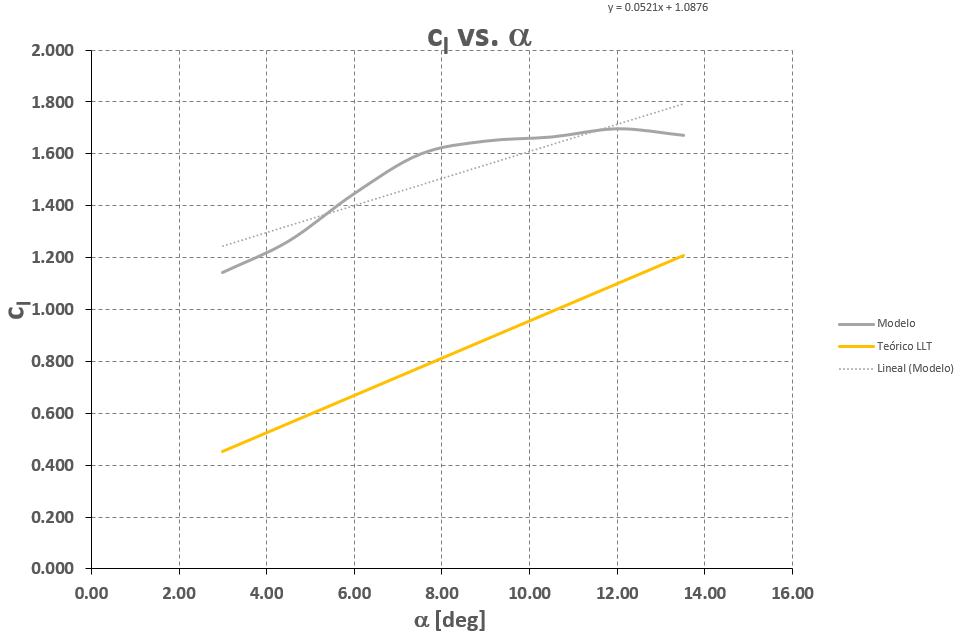 y = 0.0521x + 1.0876
cl vs. α
2.000
1.800
1.600
1.400
1.200
1.000
0.800
0.600
0.400
0.200
0.000
cl
0.00 2.00 4.00 6.00 8.00 10.00 12.00 14.00 16.00
α [deg]
Modelo
Teórico LLT
Lineal (Modelo)